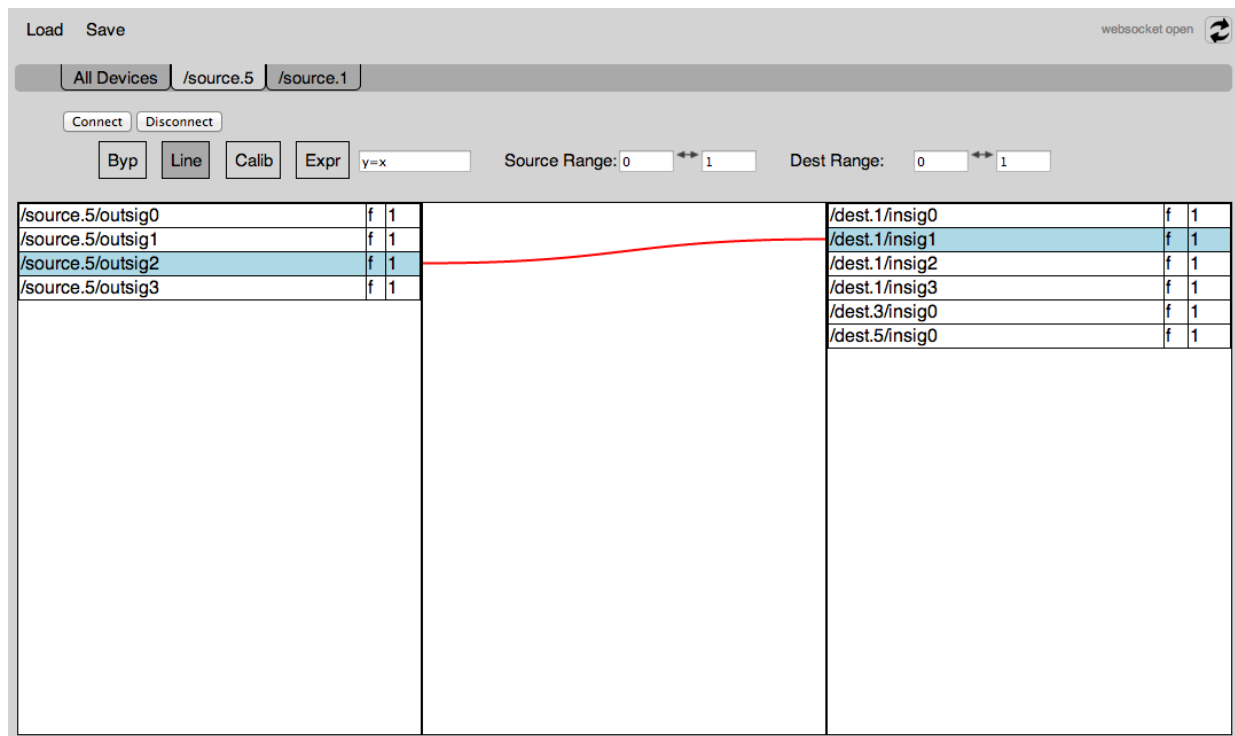 Load Save websocket open
All Devices /source.5 /source.1
Connect Disconnect
Byp Line Calib Expr y=x Source Range: 0 1 Dest Range: 0 1
/source.5/outsig0 f 1 /dest.1/insig0 f 1
/source.5/outsig1 f 1 /dest.1/insig1 f 1
/source.5/outsig2 f 1 /dest.1/insig2 f 1
/source.5/outsig3 f 1 /dest.1/insig3 f 1
/dest.3/insig0 f 1
/dest.5/insig0 f 1